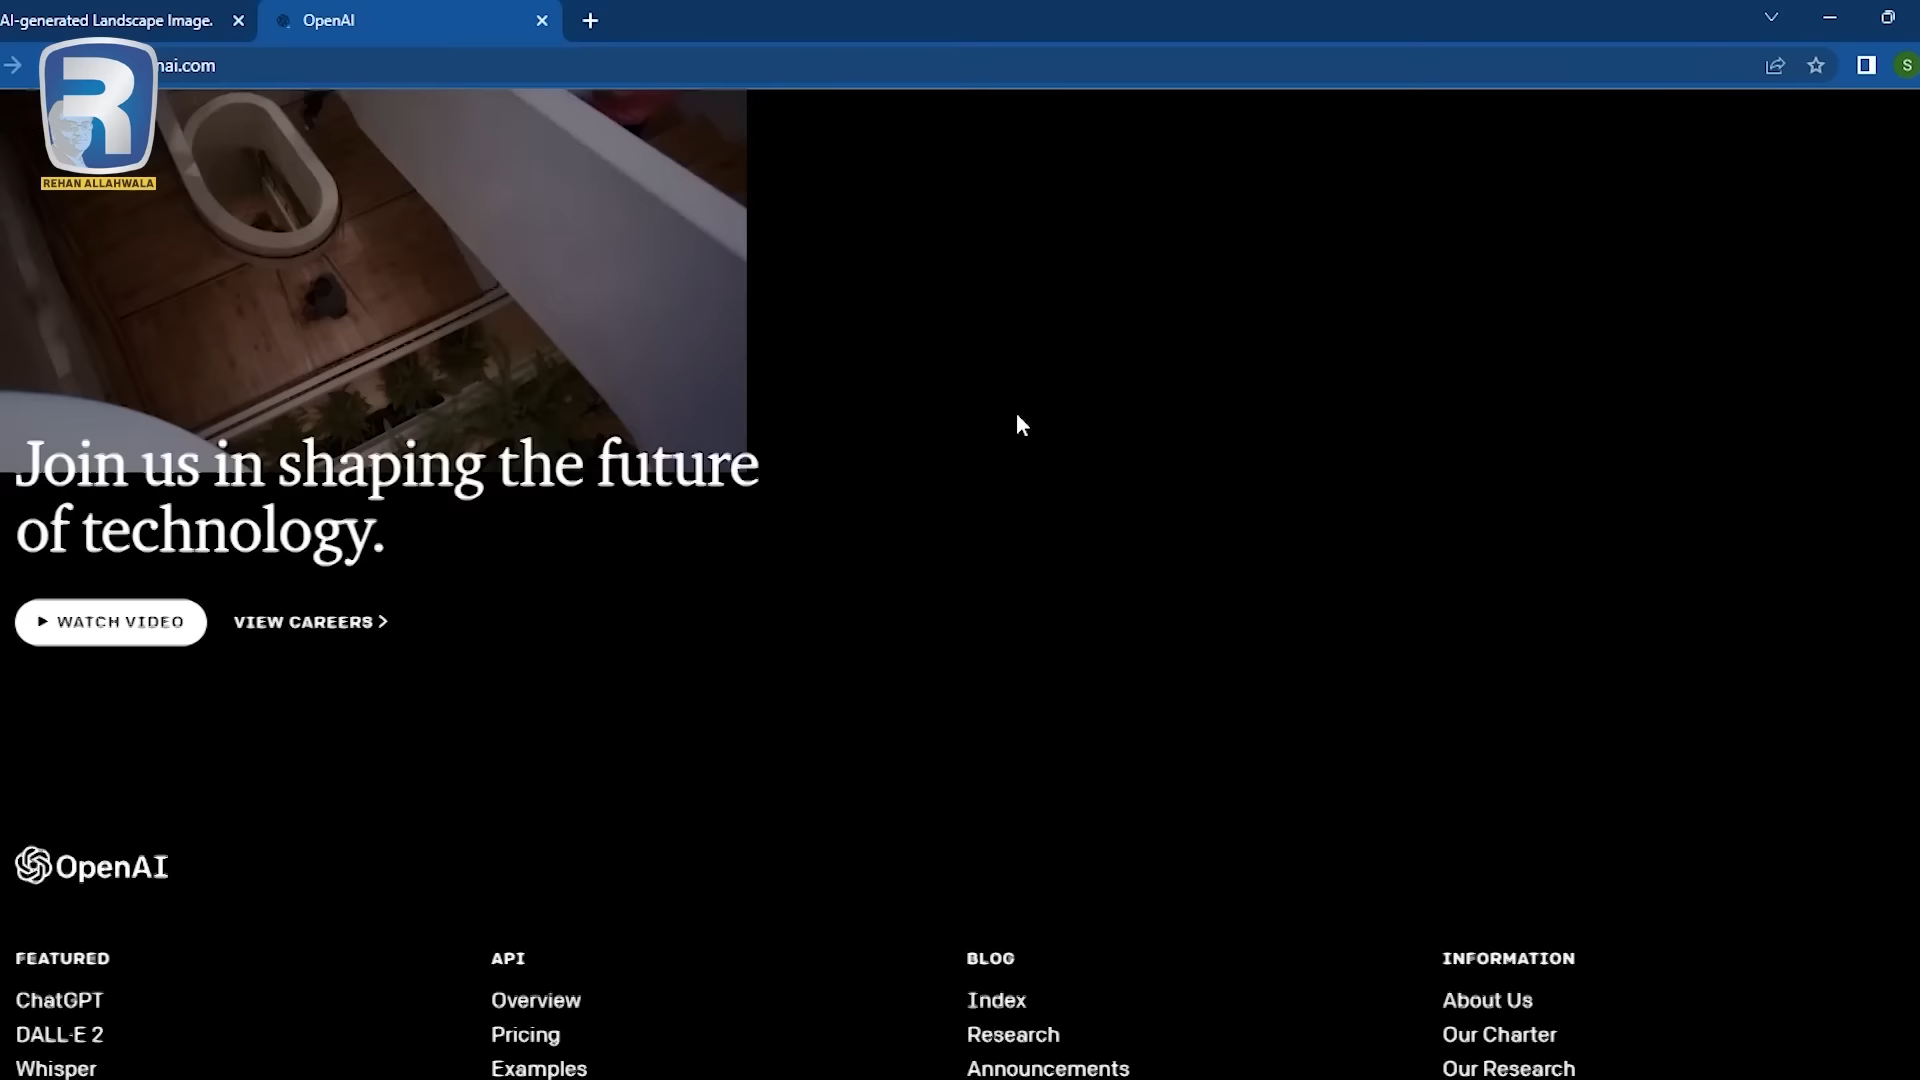 AI-generated Landscape Image.
OpenAI
nai.com
S
R
REHAN ALLAHWALA
Join us in shaping the future
of technology.
WATCH VIDEO
VIEW CAREERS
OpenAI
FEATURED
ChatGPT
DALL·E 2
Whisper
API
Overview
Pricing
Examples
BLOG
Index
Research
Announcements
INFORMATION
About Us
Our Charter
Our Research